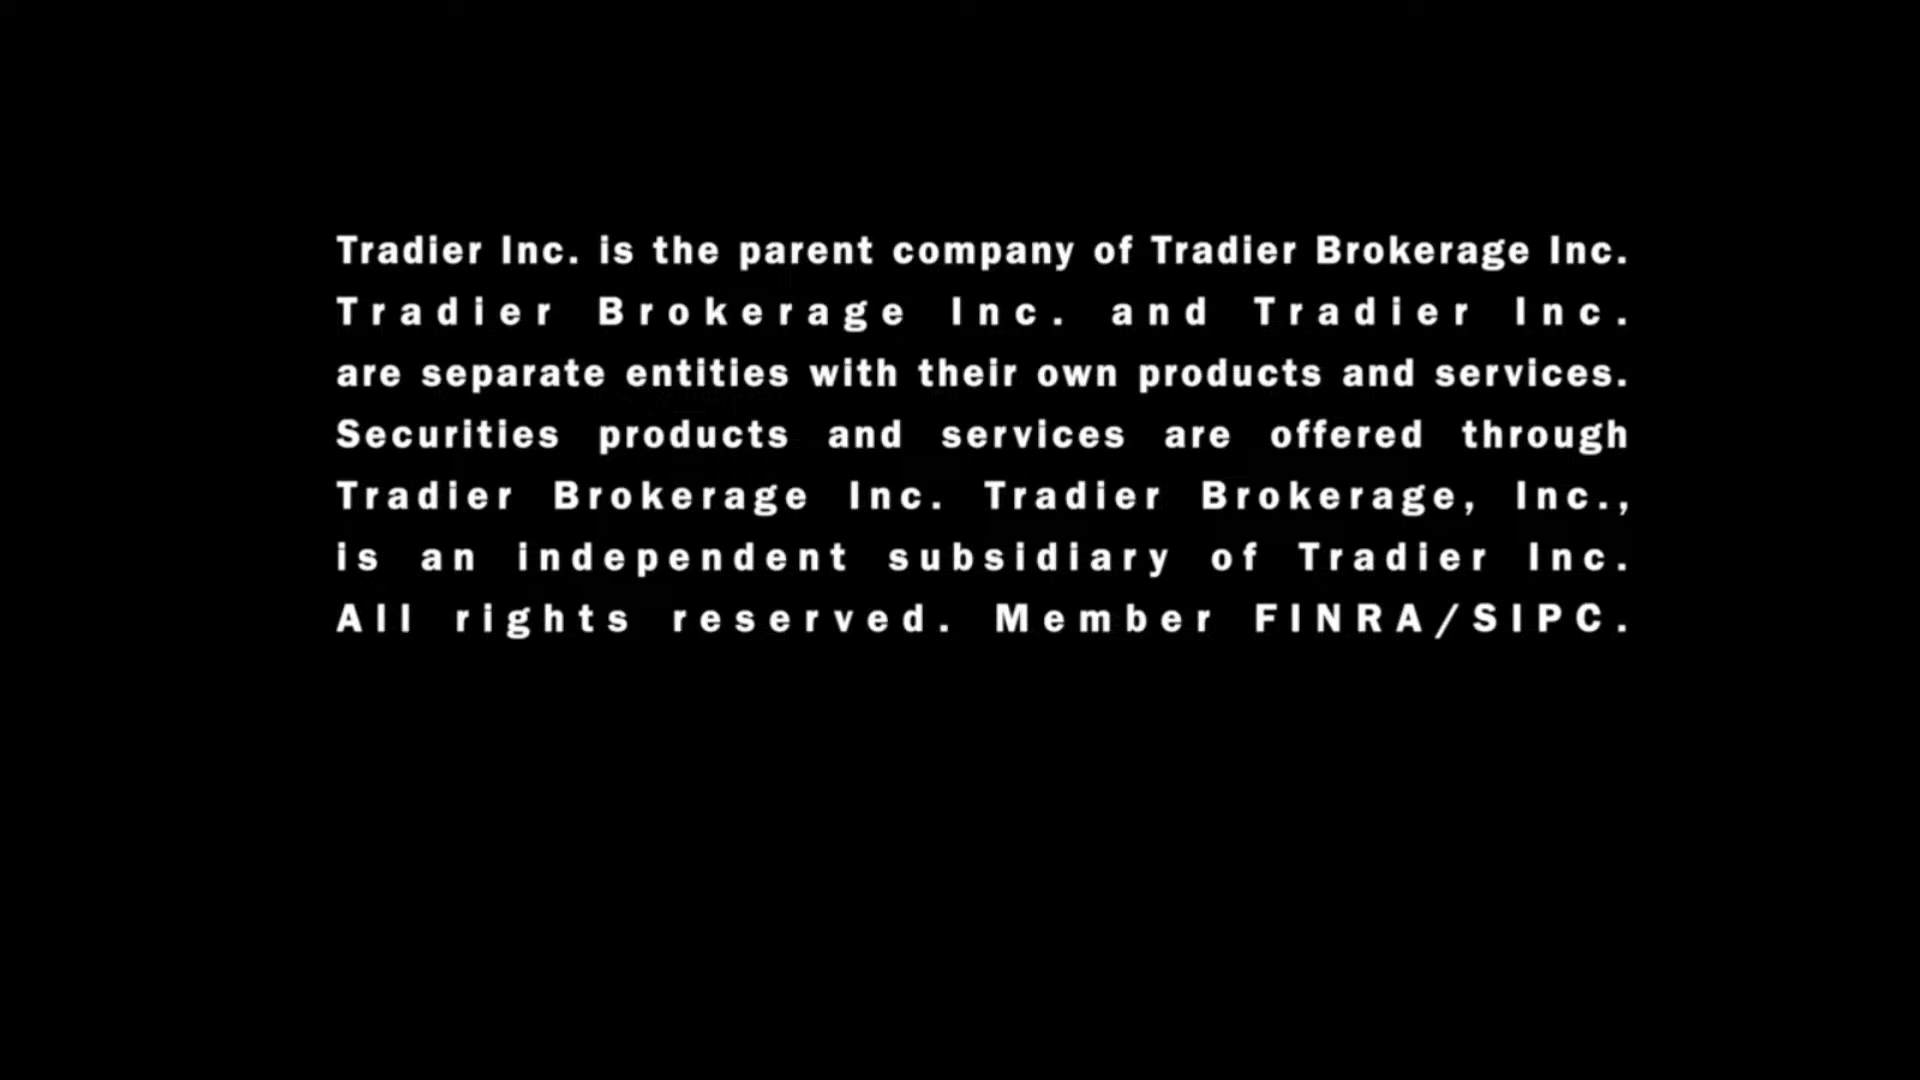 Tradier Inc. is the parent company of Tradier Brokerage Inc.
Tradier Brokerage Inc. and Tradier Inc.
are separate entities with their own products and services.
Securities products and services are offered through
Tradier Brokerage Inc. Tradier Brokerage, Inc.,
is an independent subsidiary of Tradier Inc.
All rights reserved. Member FINRA/SIPC.